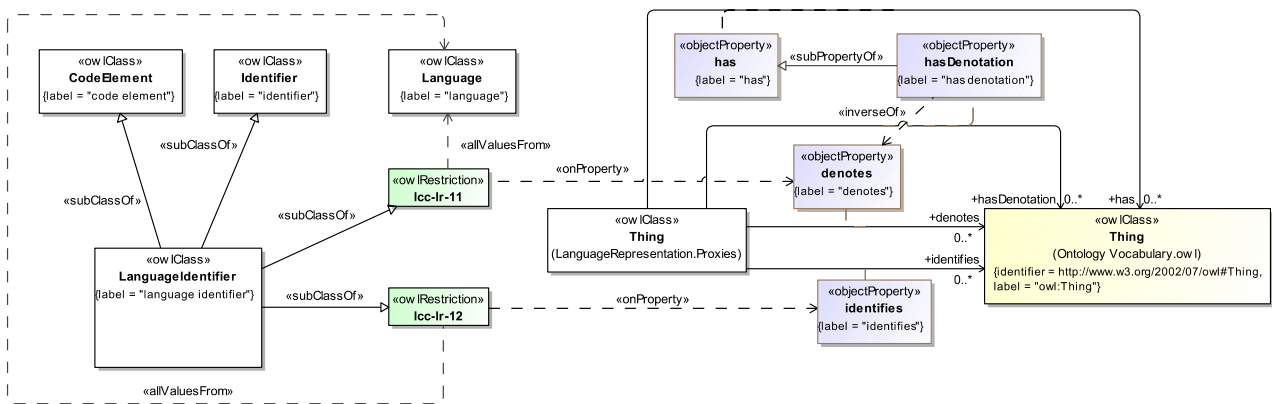 «owlClass»
CodeElement
{label = "code element"}
«owlClass»
Identifier
{label = "identifier"}
«owlClass»
Language
{label = "language"}
«objectProperty»
has
{label = "has"}
«subPropertyOf»
«objectProperty»
hasDenotation
{label = "has denotation"}
«inverseOf»
«subClassOf»
«allValuesFrom»
«objectProperty»
denotes
{label = "denotes"}
«onProperty»
«owlRestriction»
lcc-lr-11
«subClassOf»
«subClassOf»
+hasDenotation
0..*
+has
0..*
«owlClass»
Thing
(LanguageRepresentation.Proxies)
+denotes
0..*
+identifies
0..*
«owlClass»
Thing
(Ontology Vocabulary.owl)
{identifier = http://www.w3.org/2002/07/owl#Thing,
label = "owl:Thing"}
«owlClass»
LanguageIdentifier
{label = "language identifier"}
«subClassOf»
«owlRestriction»
lcc-lr-12
«onProperty»
«objectProperty»
identifies
{label = "identifies"}
«allValuesFrom»